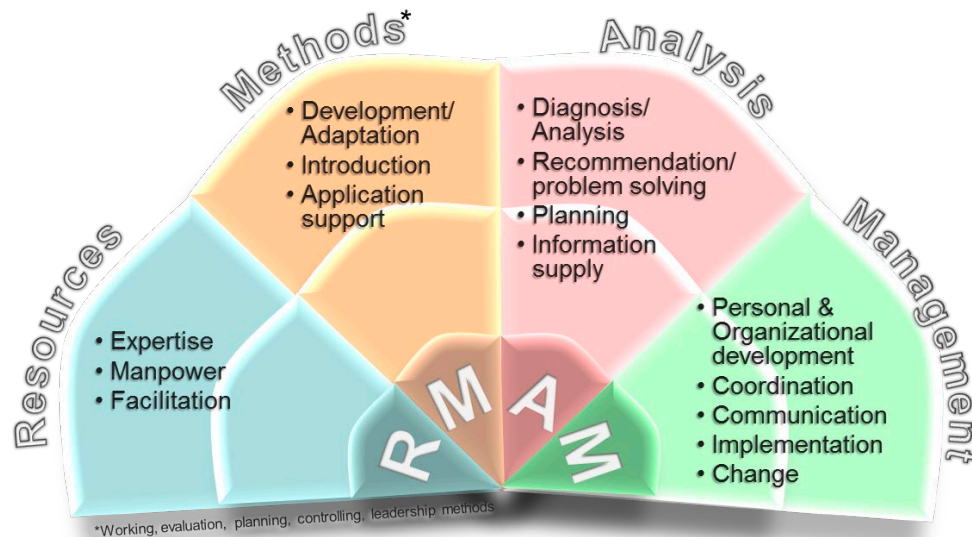 Resources
• Expertise
• Manpower
• Facilitation
Methods*
• Development/
Adaptation
• Introduction
• Application
support
Analysis
• Diagnosis/
Analysis
• Recommendation/
problem solving
• Planning
• Information
supply
Management
• Personal &
Organizational
development
• Coordination
• Communication
• Implementation
• Change
R
M
A
M
*Working, evaluation, planning, controlling, leadership methods